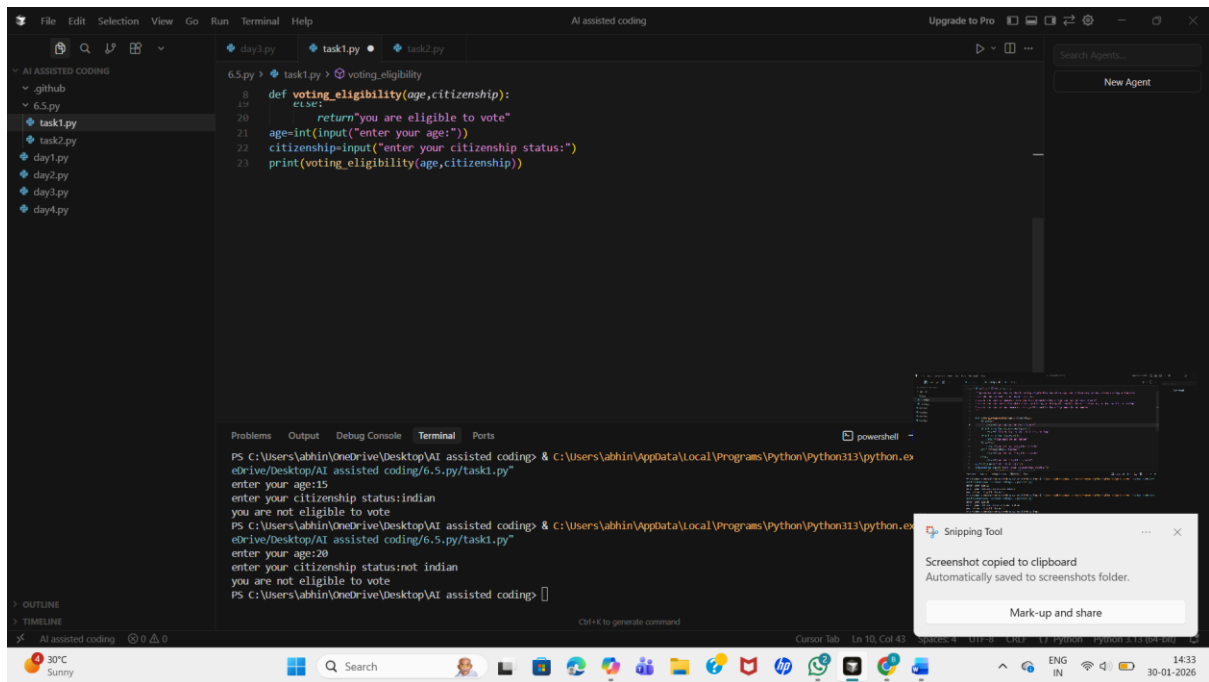 File Edit Selection View Go Run Terminal Help
AI assisted coding
Upgrade to Pro
AI ASSISTED CODING
.github
6.5.py
task1.py
task2.py
day1.py
day2.py
day3.py
day4.py
OUTLINE
TIMELINE
day3.py task1.py task2.py
6.5.py > task1.py > voting_eligibility
8 def voting_eligibility(age,citizenship):
19 else:
20 return"you are eligible to vote"
21 age=int(input("enter your age:"))
22 citizenship=input("enter your citizenship status:")
23 print(voting_eligibility(age,citizenship))
Search Agents...
New Agent
Problems Output Debug Console Terminal Ports
powershell
PS C:\Users\abhin\OneDrive\Desktop\AI assisted coding> & C:\Users\abhin\AppData\Local\Programs\Python\Python313\python.ex
eDrive/Desktop/AI assisted coding/6.5.py/task1.py"
enter your age:15
enter your citizenship status:indian
you are not eligible to vote
PS C:\Users\abhin\OneDrive\Desktop\AI assisted coding> & C:\Users\abhin\AppData\Local\Programs\Python\Python313\python.ex
eDrive/Desktop/AI assisted coding/6.5.py/task1.py"
enter your age:20
enter your citizenship status:not indian
you are not eligible to vote
PS C:\Users\abhin\OneDrive\Desktop\AI assisted coding>
Ctrl+K to generate command
Snipping Tool
Screenshot copied to clipboard
Automatically saved to screenshots folder.
Mark-up and share
AI assisted coding 0 0
Cursor Tab Ln 10, Col 43 Spaces: 4 UTF-8 CRLF {} Python Python 3.13 (64-bit)
4
30°C
Sunny
Search
ENG
IN
14:33
30-01-2026